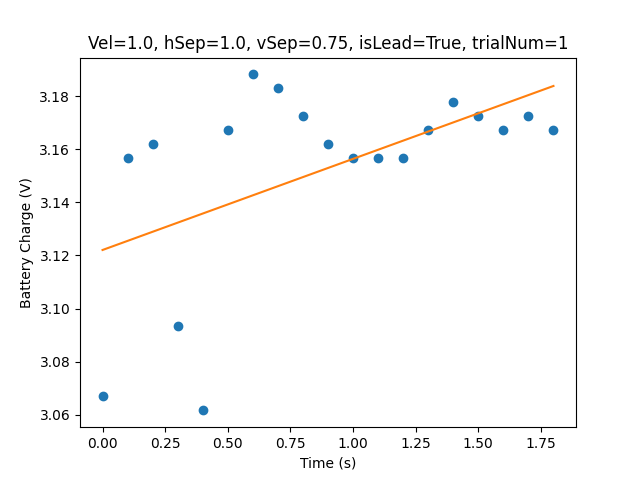 Vel=1.0, hSep=1.0, vSep=0.75, isLead=True, trialNum=1
3.18
3.16
3.14
3.12
3.10
3.08
3.06
Battery Charge (V)
0.00 0.25 0.50 0.75 1.00 1.25 1.50 1.75
Time (s)